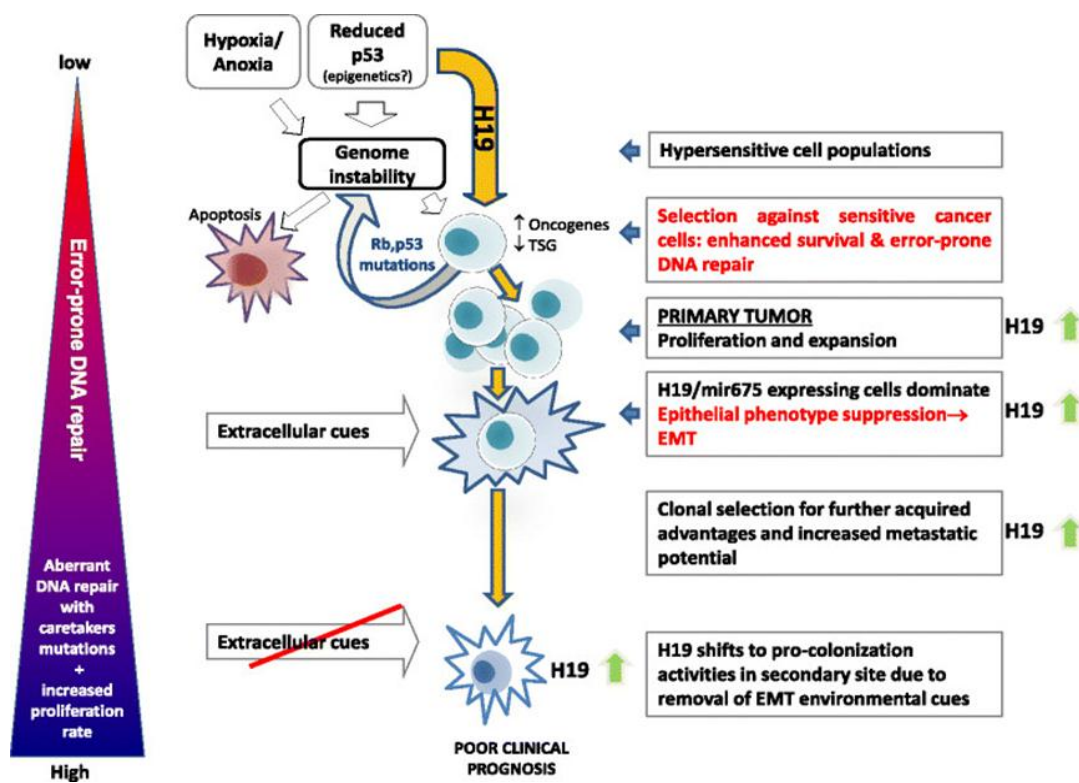 low
Error-prone DNA repair
Aberrant
DNA repair
with
caretakers
mutations
+
increased
proliferation
rate
High
Hypoxia/
Anoxia
Reduced
p53
(epigenetics?)
H19
Genome
instability
Apoptosis
Rb,p53
mutations
↑ Oncogenes
↓ TSG
Hypersensitive cell populations
Selection against sensitive cancer
cells: enhanced survival & error-prone
DNA repair
PRIMARY TUMOR
Proliferation and expansion
H19
Extracellular cues
H19/mir675 expressing cells dominate
Epithelial phenotype suppression→
EMT
H19
Clonal selection for further acquired
advantages and increased metastatic
potential
H19
Extracellular cues
H19
H19 shifts to pro-colonization
activities in secondary site due to
removal of EMT environmental cues
POOR CLINICAL
PROGNOSIS